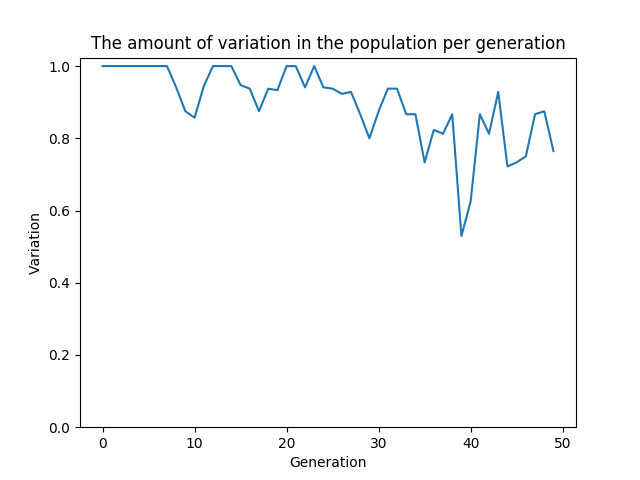 The amount of variation in the population per generation
1.0
0.8
0.6
0.4
0.2
0.0
Variation
0 10 20 30 40 50
Generation